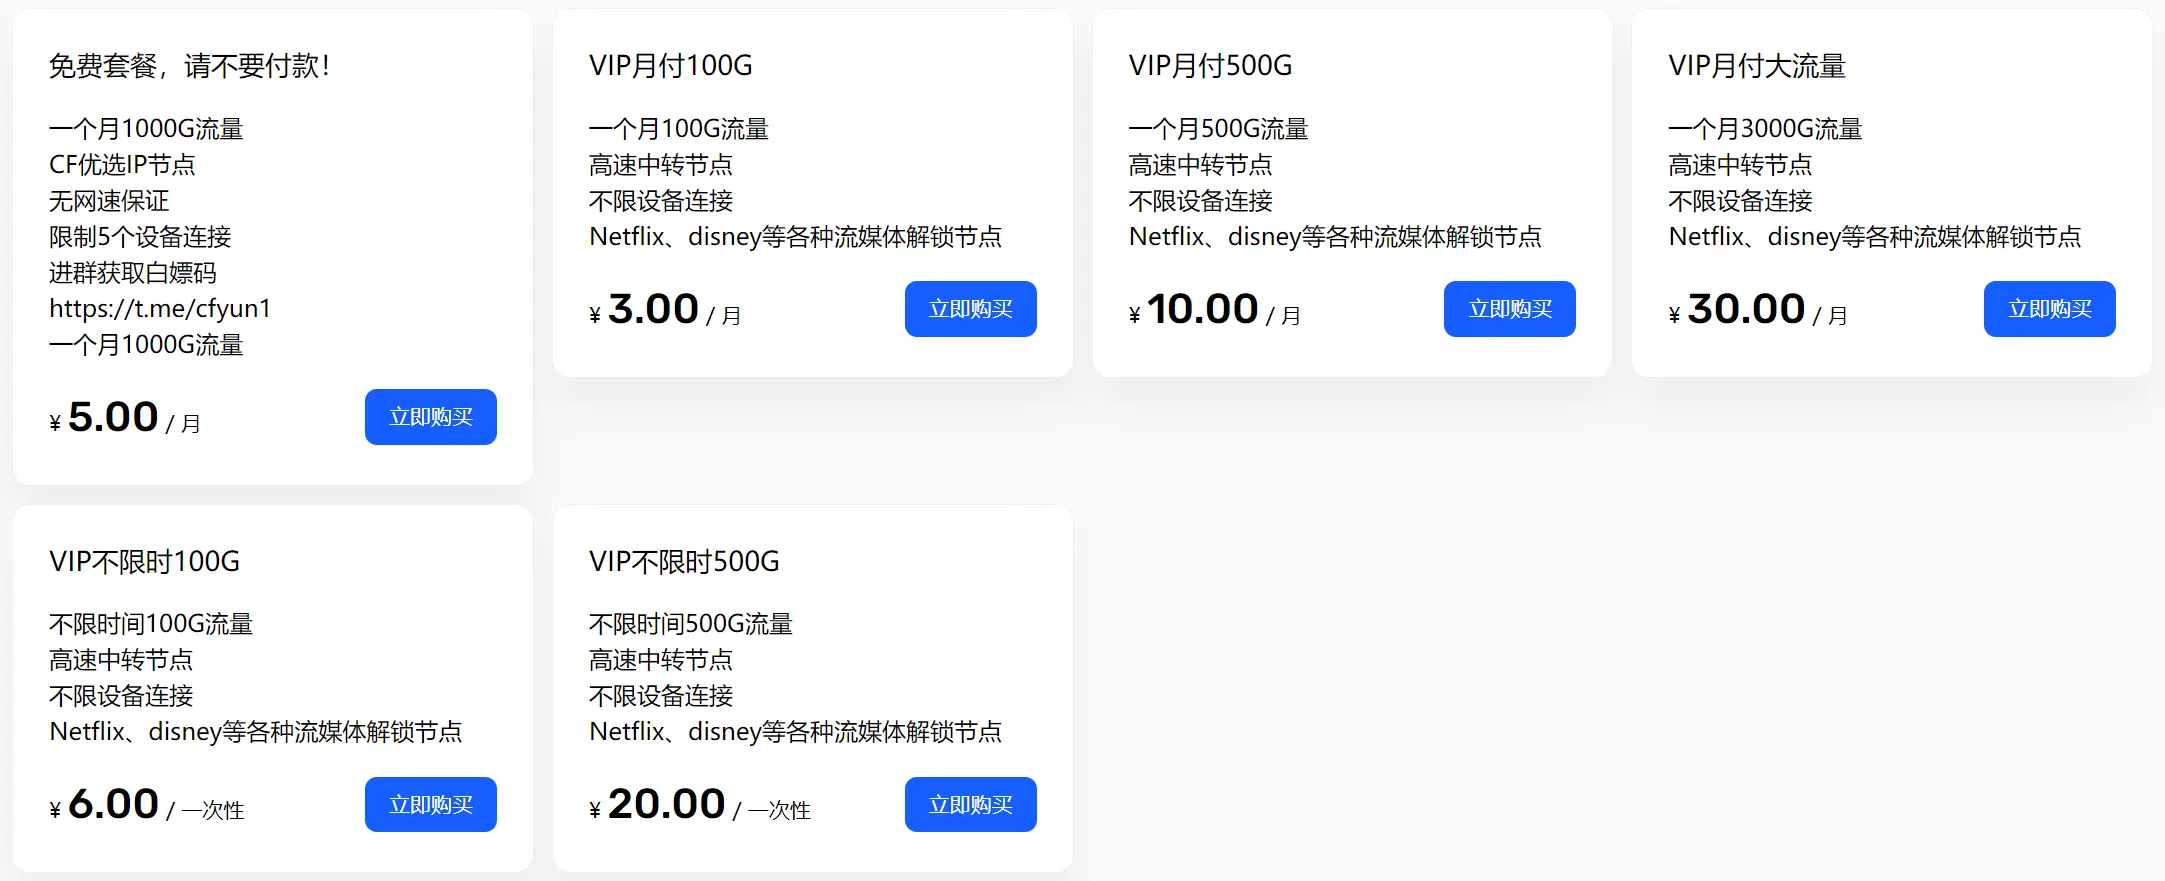 免费套餐，请不要付款！
一个月1000G流量
CF优选IP节点
无网速保证
限制5个设备连接
进群获取白嫖码
https://t.me/cfyun1
一个月1000G流量
¥ 5.00 / 月
立即购买
VIP月付100G
一个月100G流量
高速中转节点
不限设备连接
Netflix、disney等各种流媒体解锁节点
¥ 3.00 / 月
立即购买
VIP月付500G
一个月500G流量
高速中转节点
不限设备连接
Netflix、disney等各种流媒体解锁节点
¥ 10.00 / 月
立即购买
VIP月付大流量
一个月3000G流量
高速中转节点
不限设备连接
Netflix、disney等各种流媒体解锁节点
¥ 30.00 / 月
立即购买
VIP不限时100G
不限时间100G流量
高速中转节点
不限设备连接
Netflix、disney等各种流媒体解锁节点
¥ 6.00 / 一次性
立即购买
VIP不限时500G
不限时间500G流量
高速中转节点
不限设备连接
Netflix、disney等各种流媒体解锁节点
¥ 20.00 / 一次性
立即购买